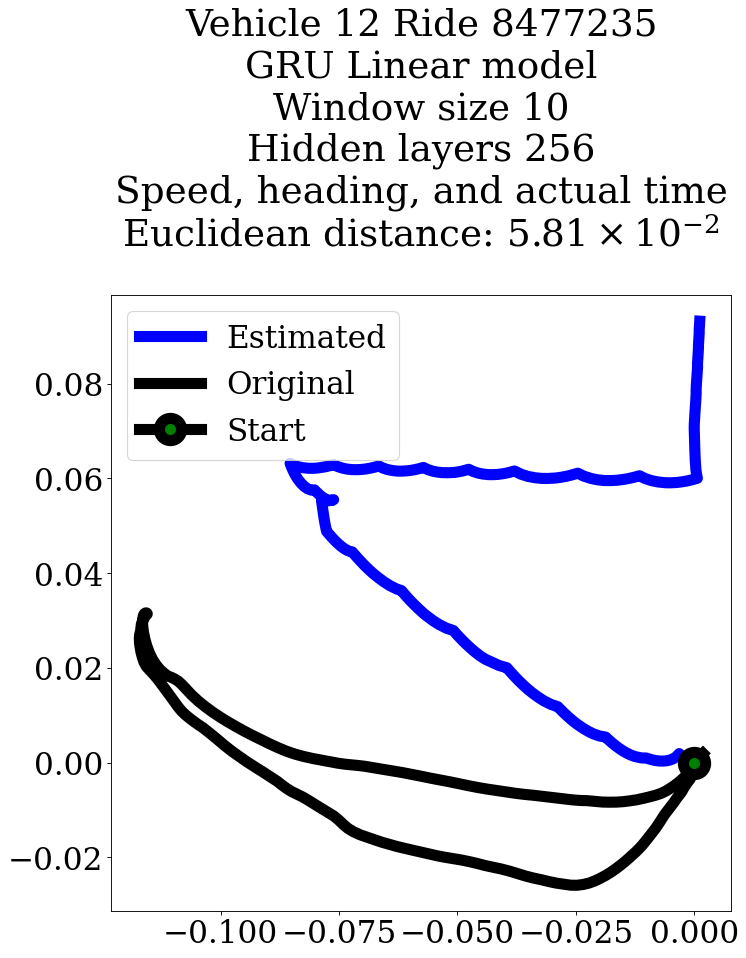 Vehicle 12 Ride 8477235
GRU Linear model
Window size 10
Hidden layers 256
Speed, heading, and actual time
Euclidean distance: 5.81 × 10⁻²
Estimated
Original
Start
0.08
0.06
0.04
0.02
0.00
−0.02
−0.100 −0.075 −0.050 −0.025 0.000